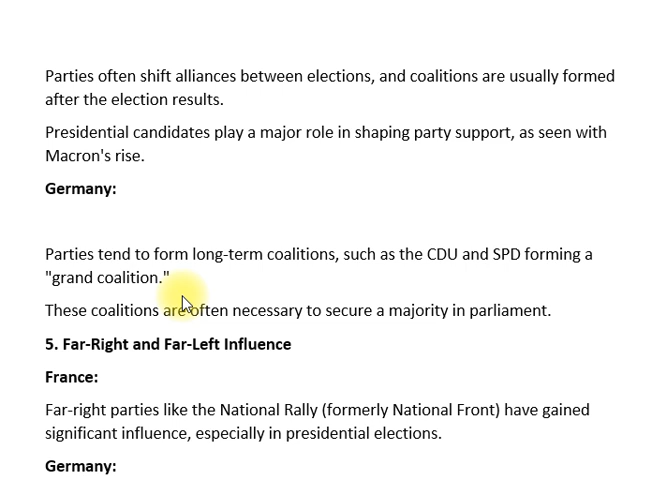 Parties often shift alliances between elections, and coalitions are usually formed
after the election results.
Presidential candidates play a major role in shaping party support, as seen with
Macron's rise.
Germany:
Parties tend to form long-term coalitions, such as the CDU and SPD forming a
"grand coalition."
These coalitions are often necessary to secure a majority in parliament.
5. Far-Right and Far-Left Influence
France:
Far-right parties like the National Rally (formerly National Front) have gained
significant influence, especially in presidential elections.
Germany: